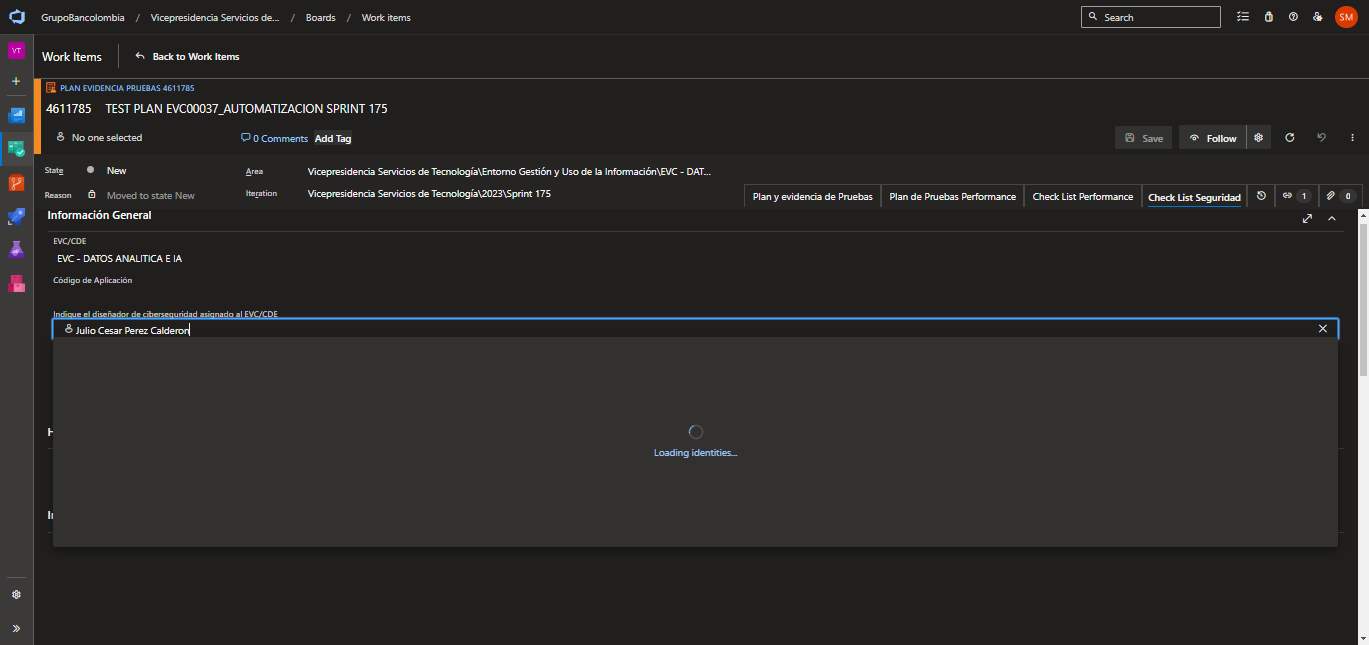 GrupoBancolombia / Vicepresidencia Servicios de... / Boards / Work items
Search
SM
VT
Work Items
Back to Work Items
PLAN EVIDENCIA PRUEBAS 4611785
4611785 TEST PLAN EVC00037_AUTOMATIZACION SPRINT 175
No one selected
0 Comments
Add Tag
Save
Follow
State New
Area Vicepresidencia Servicios de Tecnología\Entorno Gestión y Uso de la Información\EVC - DAT...
Reason Moved to state New
Iteration Vicepresidencia Servicios de Tecnología\2023\Sprint 175
Plan y evidencia de Pruebas
Plan de Pruebas Performance
Check List Performance
Check List Seguridad
1
0
Información General
EVC/CDE
EVC - DATOS ANALITICA E IA
Código de Aplicación
Indique el diseñador de ciberseguridad asignado al EVC/CDE
Julio Cesar Perez Calderon
Loading identities...